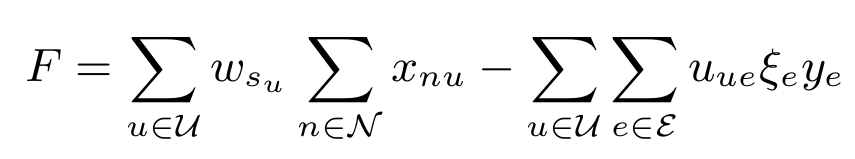 F = \sum_{u \in \mathcal{U}} w_{s_u} \sum_{n \in \mathcal{N}} x_{nu} - \sum_{u \in \mathcal{U}} \sum_{e \in \mathcal{E}} u_{ue} \xi_e y_e